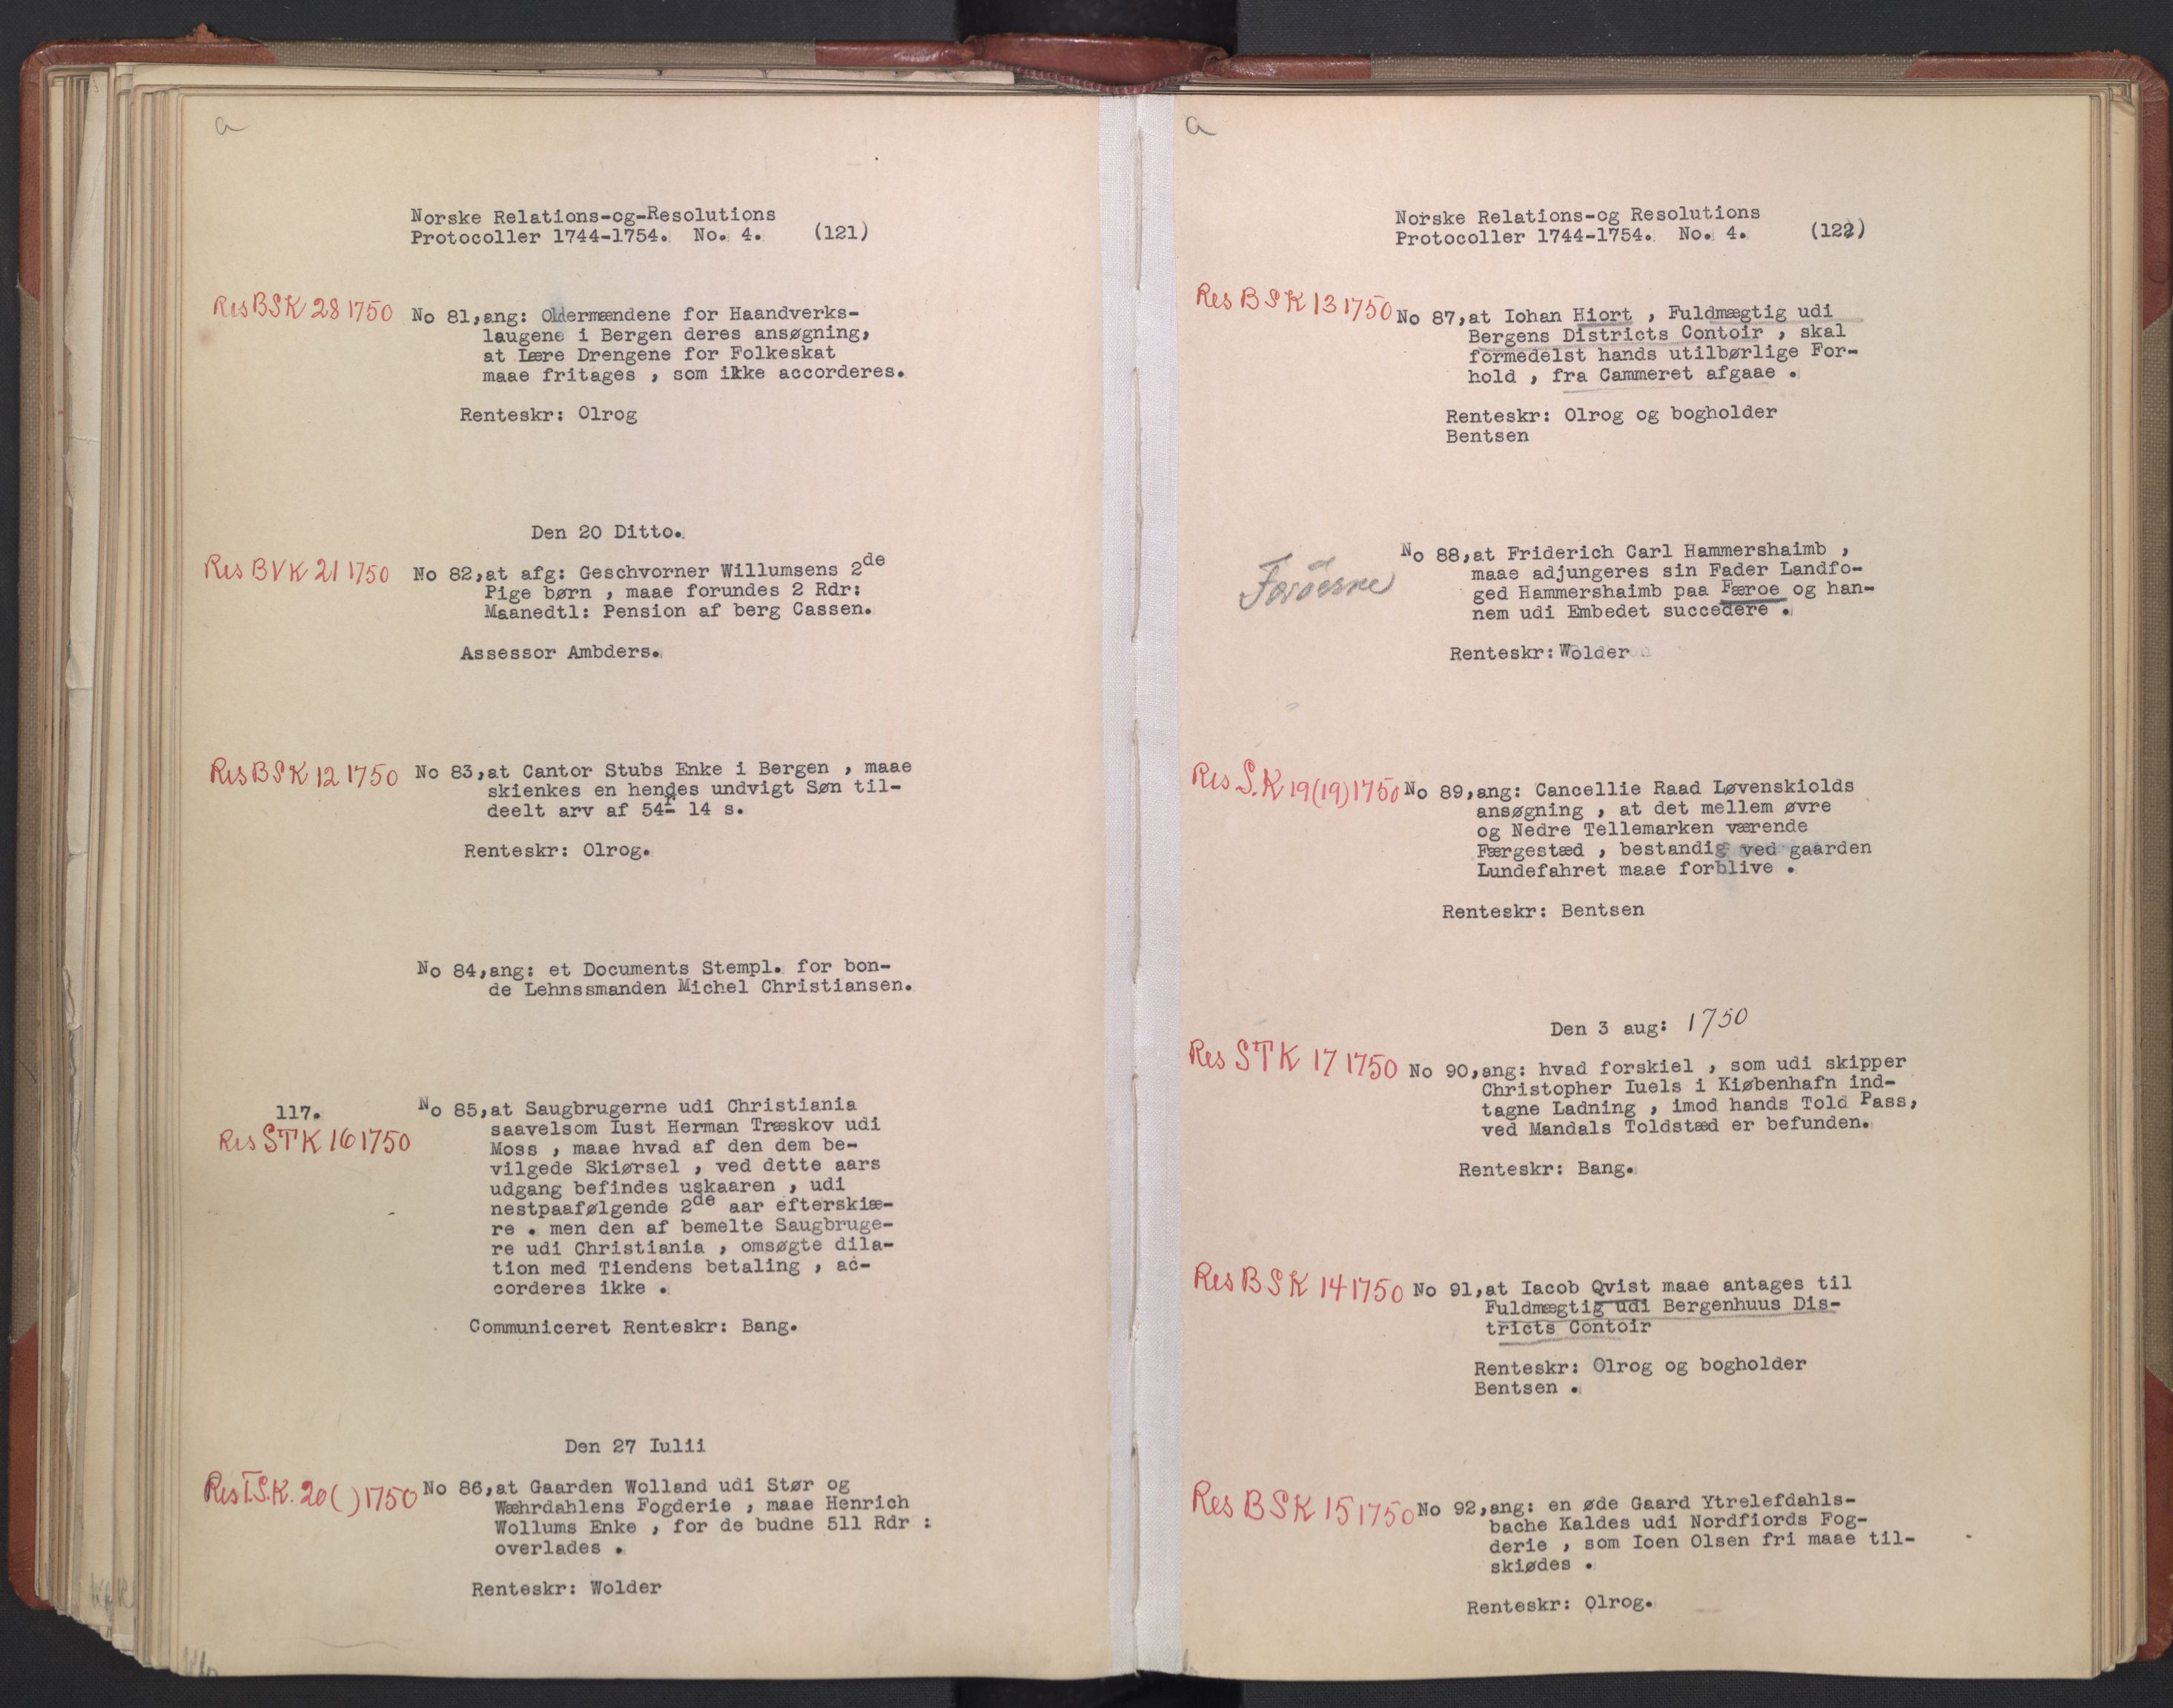 a
Norske Relations-og-Resolutions
Protocoller 1744-1754. No. 4. (121)
Res BSK 28 1750 No 81,ang: Oldermændene for Haandverks-
laugene i Bergen deres ansøgning,
at Lære Drengene for Folkeskat
maae fritages , som ikke accorderes.
Renteskr: Olrog
Den 20 Ditto.
Res BVK 21 1750 No 82,at afg: Geschvorner Willumsens 2de
Pige børn , maae forundes 2 Rdr:
Maanedtl: Pension af berg Cassen.
Assessor Ambders.
Res BSK 12 1750 No 83,at Cantor Stubs Enke i Bergen , maae
skienkes en hendes undvigt Søn til-
deelt arv af 54r 14 s.
Renteskr: Olrog.
No 84,ang: et Documents Stempl. for bon-
de Lehnssmanden Michel Christiansen.
117. No 85,at Saugbrugerne udi Christiania
Res STK 16 1750 saavelsom Iust Herman Træskov udi
Moss , maae hvad af den dem be-
vilgede Skiørsel , ved dette aars
udgang befindes uskaaren , udi
nestpaafølgende 2de aar efterskiæ-
re . men den af bemelte Saugbruge-
re udi Christiania , omsøgte dila-
tion med Tiendens betaling , ac-
corderes ikke .
Communiceret Renteskr: Bang.
Den 27 Iulii
Res T.S.K. 20( ) 1750 No 86,at Gaarden Wolland udi Stør og
Wæhrdahlens Fogderie , maae Henrich
Wollums Enke , for de budne 511 Rdr :
overlades .
Renteskr: Wolder
a
Norske Relations-og Resolutions
Protocoller 1744-1754. No. 4. (122)
Res BSK 13 1750 No 87,at Iohan Hiort , Fuldmægtig udi
Bergens Districts Contoir , skal
formedelst hands utilbørlige For-
hold , fra Cammeret afgaae .
Renteskr: Olrog og bogholder
Bentsen
No 88,at Friderich Carl Hammershaimb ,
Færöerne maae adjungeres sin Fader Landfo-
ged Hammershaimb paa Færoe og han-
nem udi Embedet succedere .
Renteskr: Wolder
Res S.K 19(19) 1750 No 89,ang: Cancellie Raad Løvenskiolds
ansøgning , at det mellem øvre
og Nedre Tellemarken værende
Færgestæd , bestandig ved gaarden
Lundefahret maae forblive .
Renteskr: Bentsen
Den 3 aug: 1750
Res STK 17 1750 No 90,ang: hvad forskiel , som udi skipper
Christopher Iuels i Kiøbenhafn ind-
tagne Ladning , imod hands Told Pass,
ved Mandals Toldstæd er befunden.
Renteskr: Bang.
Res BSK 14 1750 No 91,at Iacob Qvist maae antages til
Fuldmægtig udi Bergenhuus Dis-
tricts Contoir
Renteskr: Olrog og bogholder
Bentsen .
Res BSK 15 1750 No 92,ang: en øde Gaard Ytrelefdahls-
bache Kaldes udi Nordfiords Fog-
derie , som Ioen Olsen fri maae til-
skiødes .
Renteskr: Olrog.